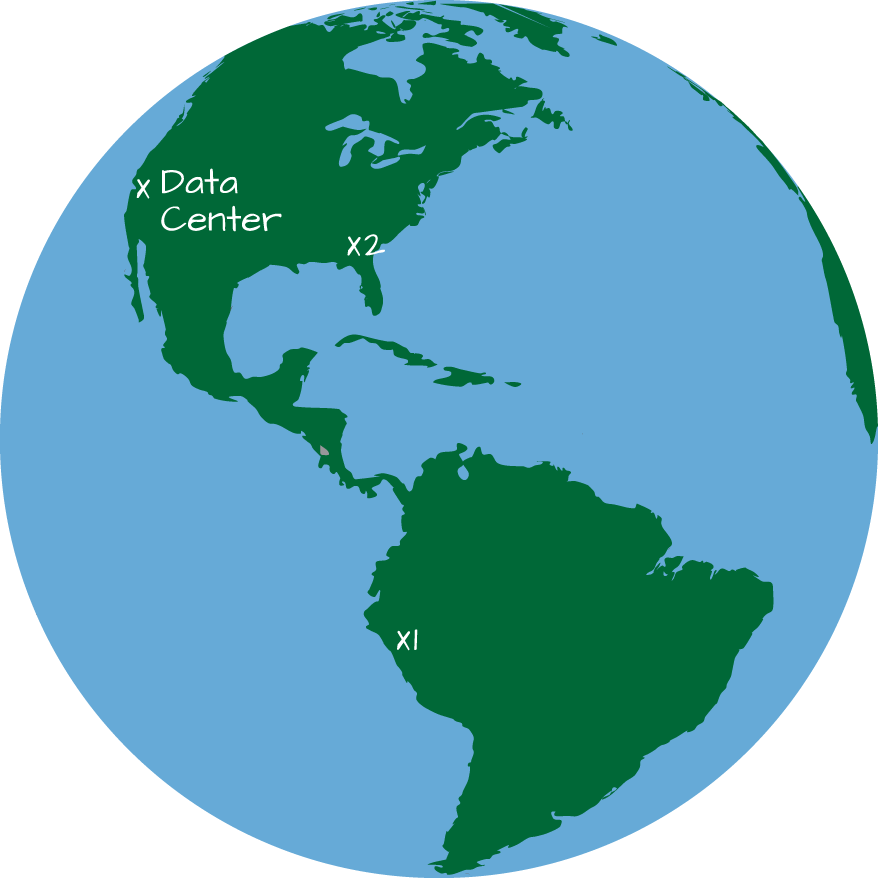 x Data
Center
x2
x1